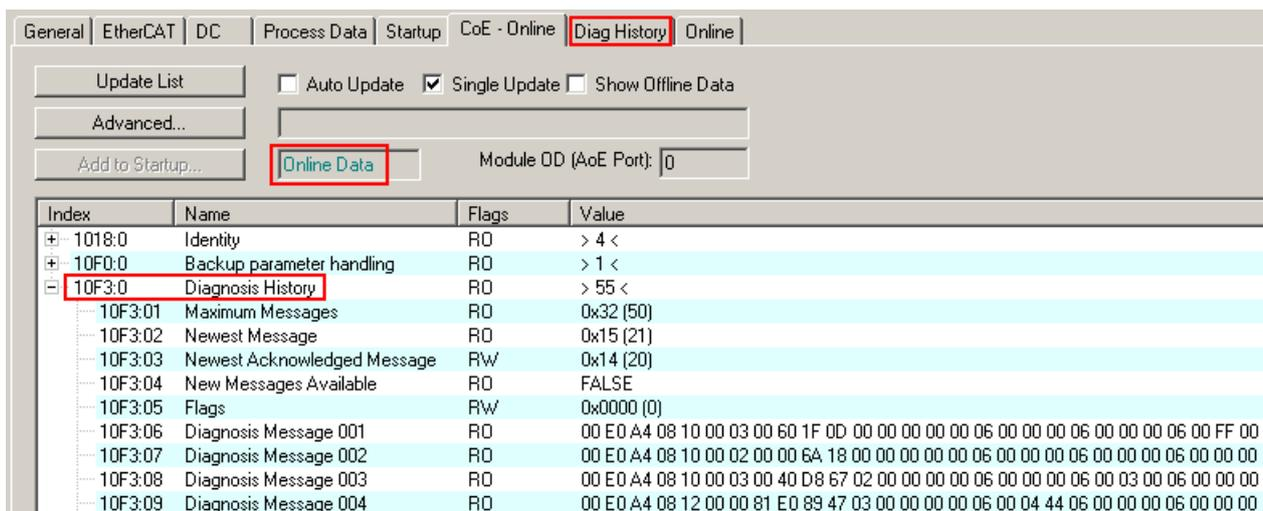 General EtherCAT DC Process Data Startup CoE - Online Diag History Online
Update List Auto Update Single Update Show Offline Data
Advanced...
Add to Startup... Online Data Module OD (AoE Port): 0
Index Name Flags Value
1018:0 Identity RO > 4 <
10F0:0 Backup parameter handling RO > 1 <
10F3:0 Diagnosis History RO > 55 <
10F3:01 Maximum Messages RO 0x32 (50)
10F3:02 Newest Message RO 0x15 (21)
10F3:03 Newest Acknowledged Message RW 0x14 (20)
10F3:04 New Messages Available RO FALSE
10F3:05 Flags RW 0x0000 (0)
10F3:06 Diagnosis Message 001 RO 00 E0 A4 08 10 00 03 00 60 1F 0D 00 00 00 00 00 06 00 00 00 06 00 00 00 06 00 FF 00
10F3:07 Diagnosis Message 002 RO 00 E0 A4 08 10 00 02 00 00 6A 18 00 00 00 00 00 06 00 00 00 06 00 00 00 06 00 00 00
10F3:08 Diagnosis Message 003 RO 00 E0 A4 08 10 00 03 00 40 D8 67 02 00 00 00 00 06 00 00 00 06 00 03 00 06 00 00 00
10F3:09 Diagnosis Message 004 RO 00 E0 A4 08 12 00 00 81 E0 89 47 03 00 00 00 00 06 00 04 44 06 00 00 00 06 00 00 00